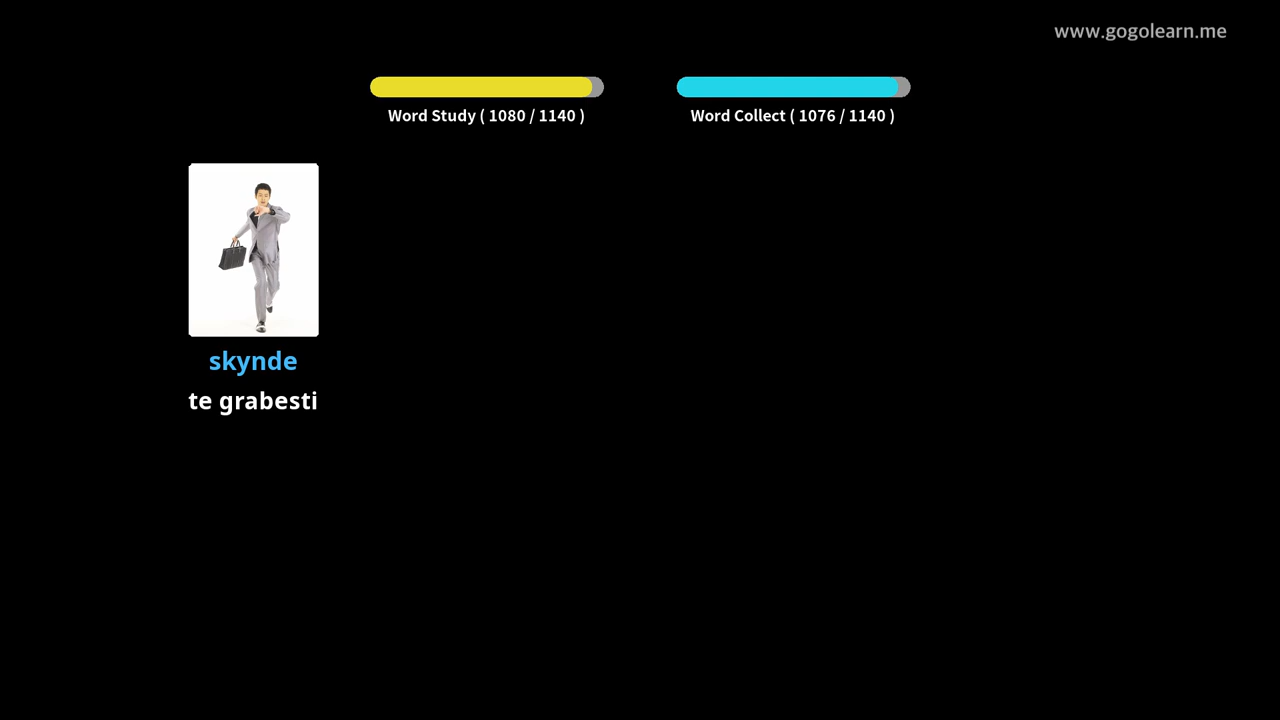 www.gogolearn.me
Word Study ( 1080 / 1140 )
Word Collect ( 1076 / 1140 )
skynde
te grabesti